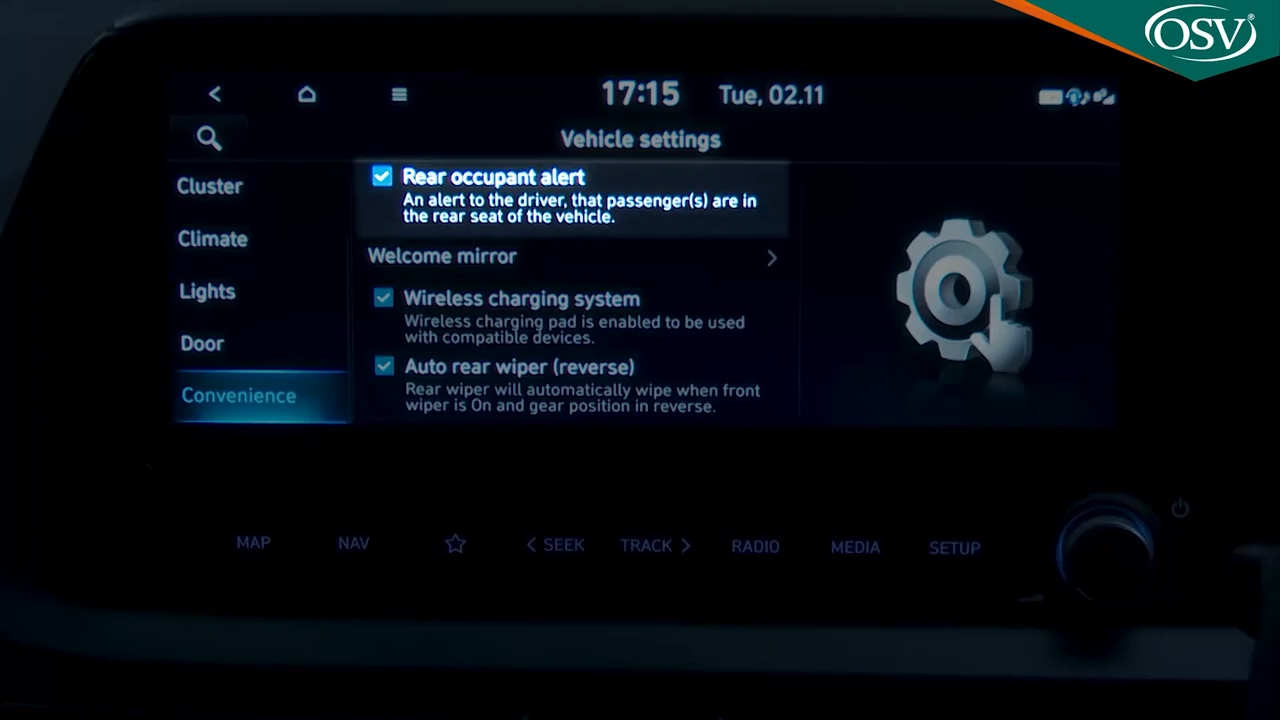 OSV®
17:15 Tue, 02.11
Vehicle settings
Cluster
Climate
Lights
Door
Convenience
Rear occupant alert
An alert to the driver, that passenger(s) are in
the rear seat of the vehicle.
Welcome mirror
Wireless charging system
Wireless charging pad is enabled to be used
with compatible devices.
Auto rear wiper (reverse)
Rear wiper will automatically wipe when front
wiper is On and gear position in reverse.
MAP NAV SEEK TRACK RADIO MEDIA SETUP